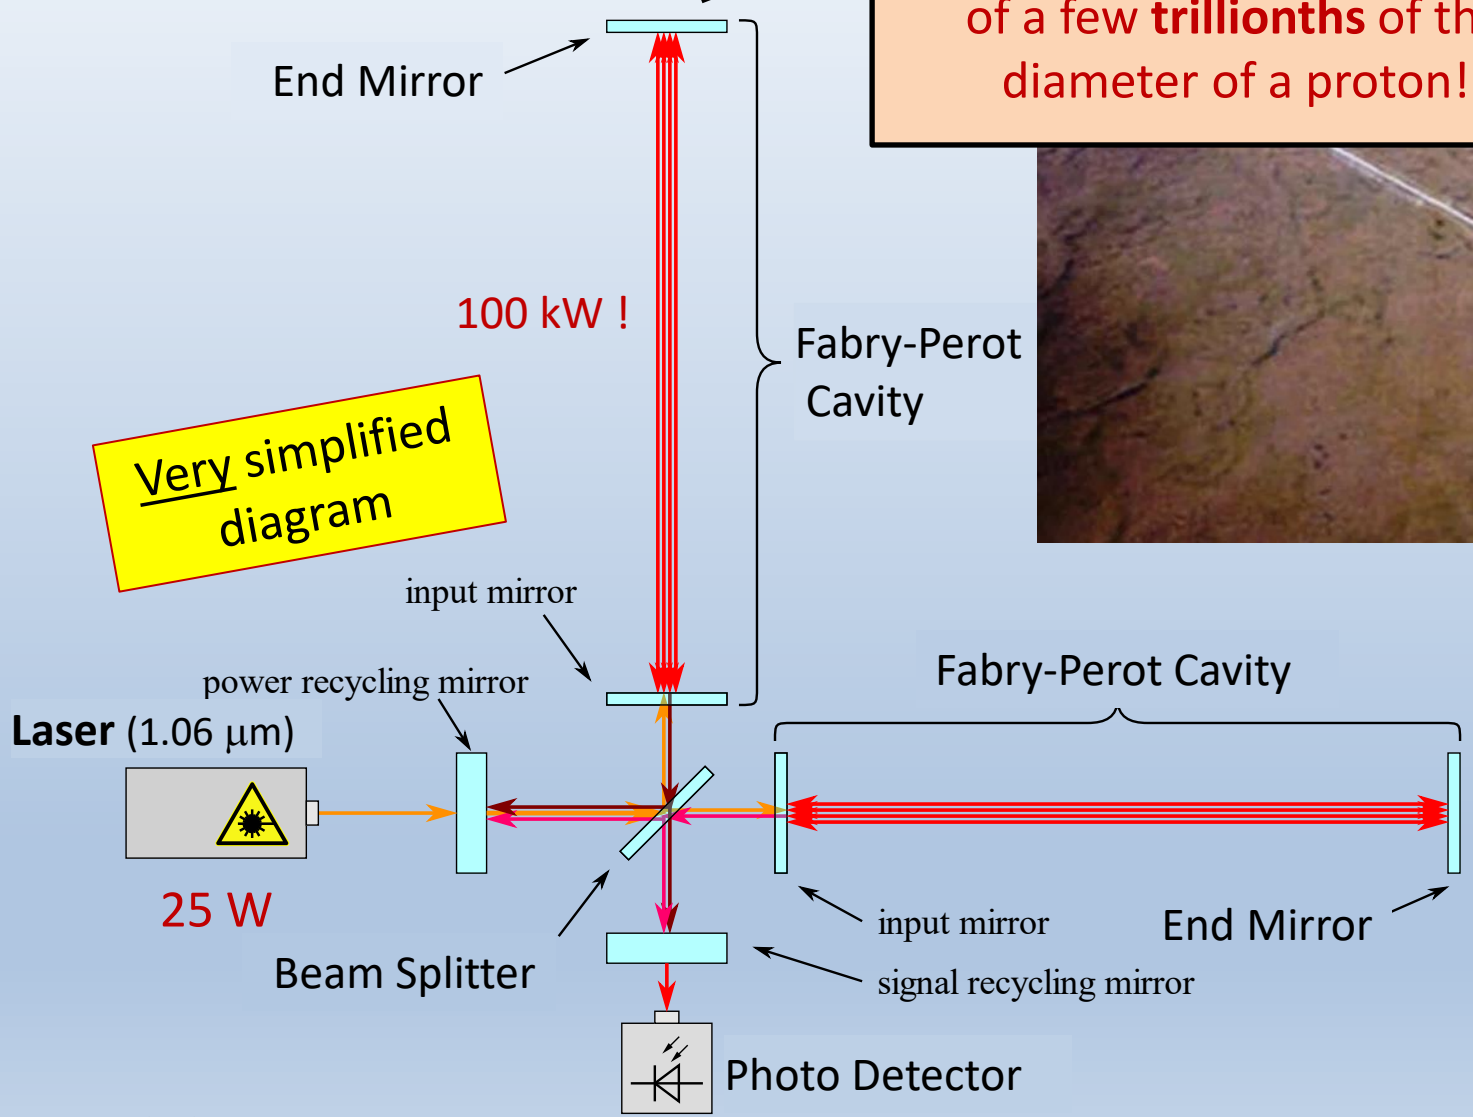 of a few trillionths of th
diameter of a proton!
End Mirror
100 kW !
Fabry-Perot
Cavity
Very simplified
diagram
input mirror
power recycling mirror
Laser (1.06 μm)
25 W
Fabry-Perot Cavity
Beam Splitter
input mirror
End Mirror
signal recycling mirror
Photo Detector